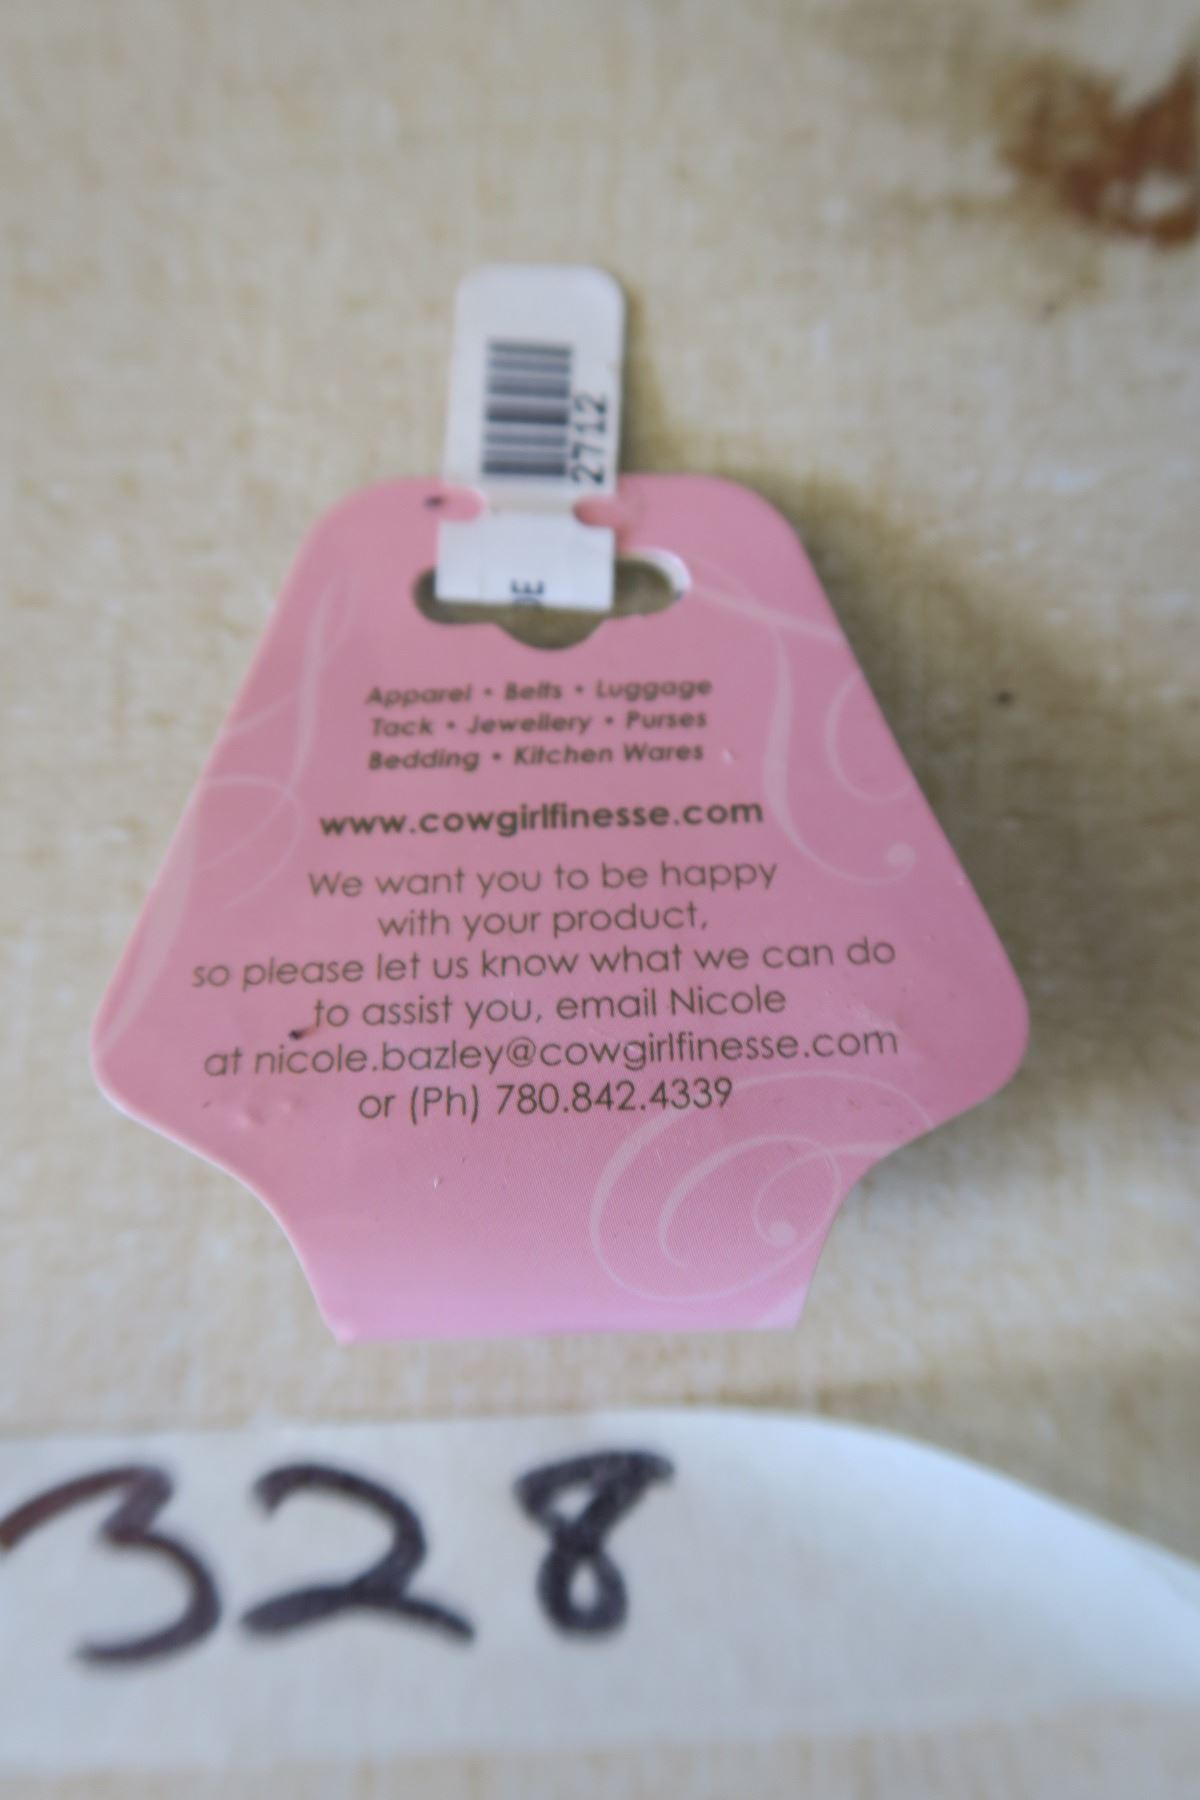 2712
Apparel • Belts • Luggage
Tack • Jewellery • Purses
Bedding • Kitchen Wares
www.cowgirlfinesse.com
We want you to be happy
with your product,
so please let us know what we can do
to assist you, email Nicole
at nicole.bazley@cowgirlfinesse.com
or (Ph) 780.842.4339
328